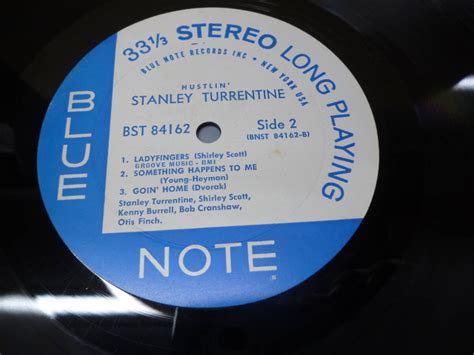 33⅓ STEREO LONG PLAYING
BLUE NOTE RECORDS INC • NEW YORK USA
HUSTLIN'
STANLEY TURRENTINE
BST 84162
Side 2
(BNST 84162-B)
1. LADYFINGERS (Shirley Scott)
GROOVE MUSIC - BMI
2. SOMETHING HAPPENS TO ME
(Young-Heyman)
3. GOIN' HOME (Dvorak)
Stanley Turrentine, Shirley Scott,
Kenny Burrell, Bob Cranshaw,
Otis Finch.
BLUE
NOTE